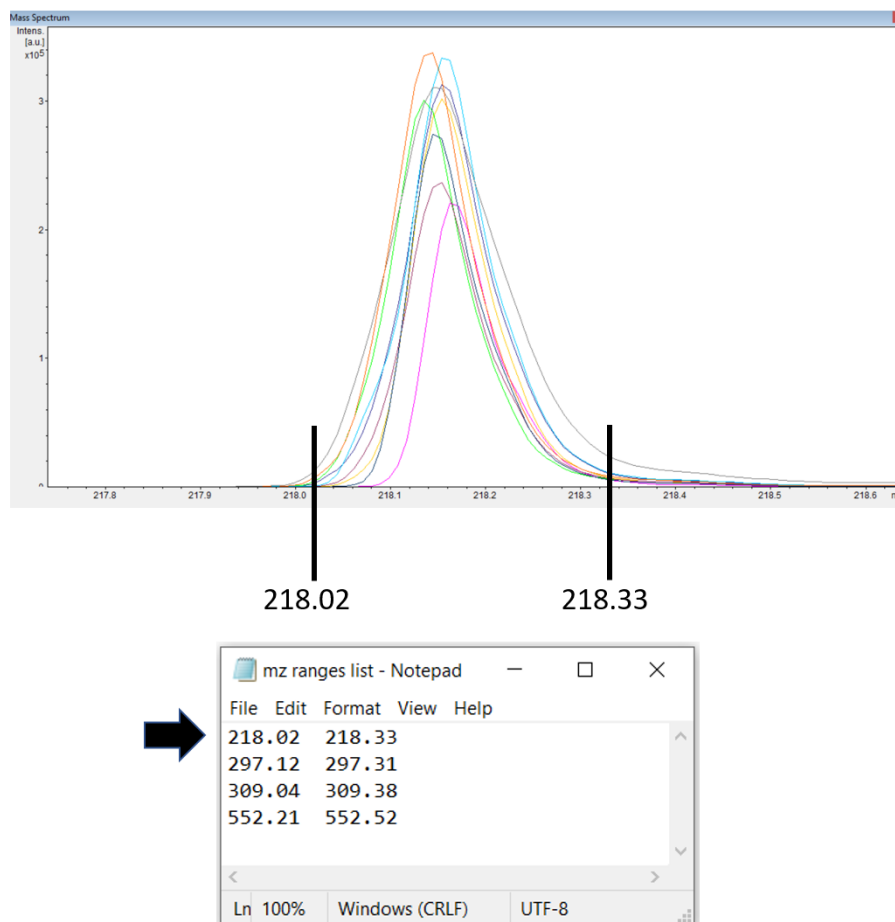 Mass Spectrum
Intens.
[a.u.]
x10⁵
3
2
1
0
217.8 217.9 218.0 218.1 218.2 218.3 218.4 218.5 218.6
218.02 218.33
mz ranges list - Notepad
File Edit Format View Help
218.02 218.33
297.12 297.31
309.04 309.38
552.21 552.52
Ln 100% Windows (CRLF) UTF-8